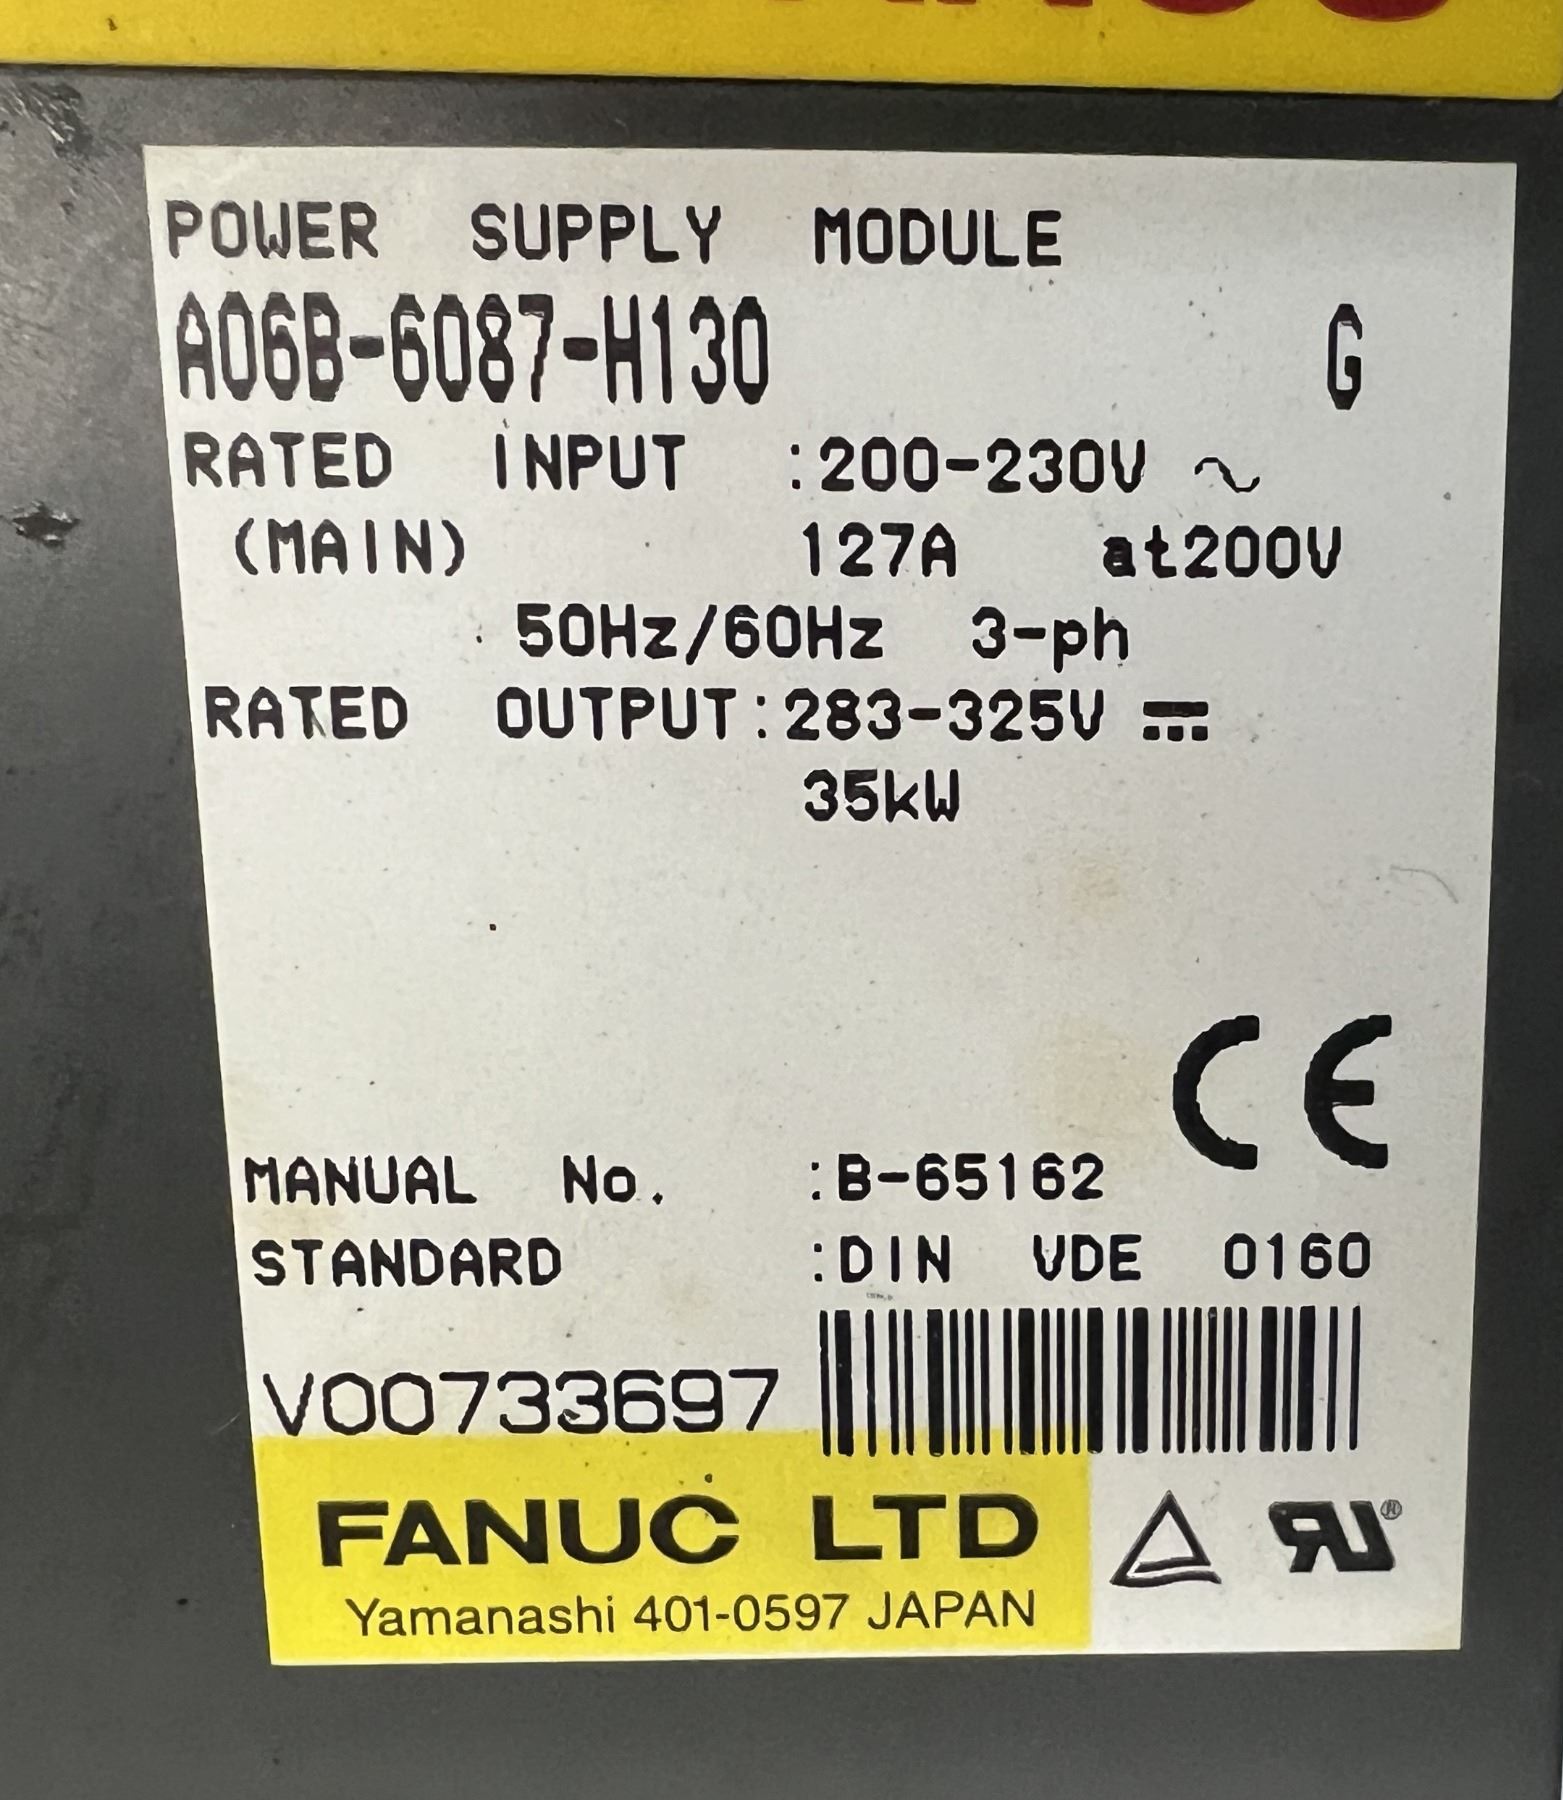 POWER SUPPLY MODULE
A06B-6087-H130 G
RATED INPUT :200-230V ～
(MAIN) 127A at200V
50Hz/60Hz 3-ph
RATED OUTPUT:283-325V ⎓
35kW
CE
MANUAL No. :B-65162
STANDARD :DIN VDE 0160
V00733697
FANUC LTD
Yamanashi 401-0597 JAPAN